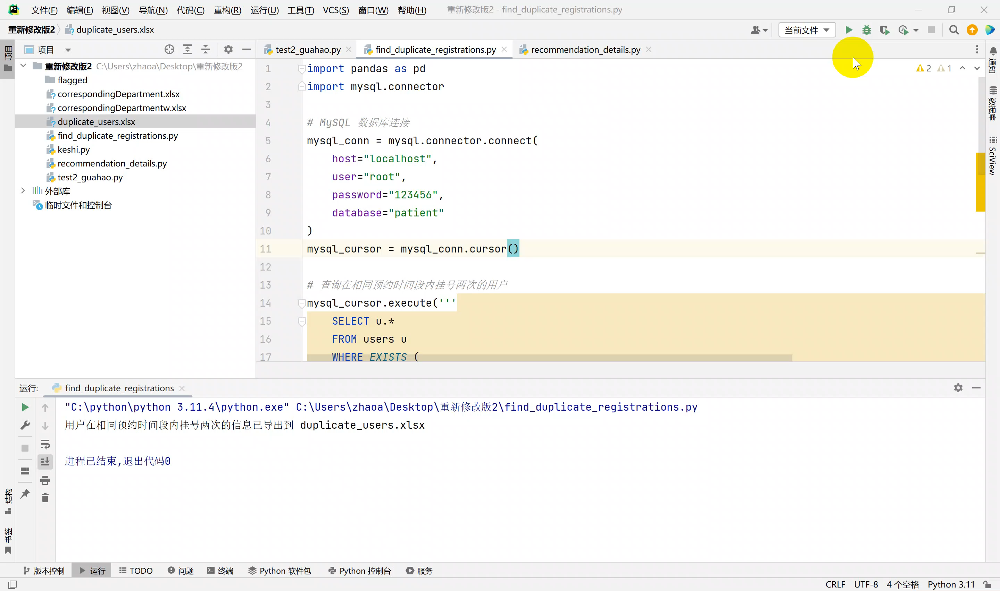 文件(F) 编辑(E) 视图(V) 导航(N) 代码(C) 重构(R) 运行(U) 工具(T) VCS(S) 窗口(W) 帮助(H) 重新修改版2 - find_duplicate_registrations.py
重新修改版2 duplicate_users.xlsx 当前文件
项目
项目
test2_guahao.py find_duplicate_registrations.py recommendation_details.py
重新修改版2 C:\Users\zhaoa\Desktop\重新修改版2
flagged
correspondingDepartment.xlsx
correspondingDepartmentw.xlsx
duplicate_users.xlsx
find_duplicate_registrations.py
keshi.py
recommendation_details.py
test2_guahao.py
外部库
临时文件和控制台
2 1
1 import pandas as pd
2 import mysql.connector
3
4 # MySQL 数据库连接
5 mysql_conn = mysql.connector.connect(
6 host="localhost",
7 user="root",
8 password="123456",
9 database="patient"
10 )
11 mysql_cursor = mysql_conn.cursor()
12
13 # 查询在相同预约时间段内挂号两次的用户
14 mysql_cursor.execute('''
15 SELECT u.*
16 FROM users u
17 WHERE EXISTS (
通知
数据库
SciView
运行: find_duplicate_registrations
"C:\python\python 3.11.4\python.exe" C:\Users\zhaoa\Desktop\重新修改版2\find_duplicate_registrations.py
用户在相同预约时间段内挂号两次的信息已导出到 duplicate_users.xlsx
进程已结束,退出代码0
结构
书签
版本控制 运行 TODO 问题 终端 Python 软件包 Python 控制台 服务
CRLF UTF-8 4 个空格 Python 3.11